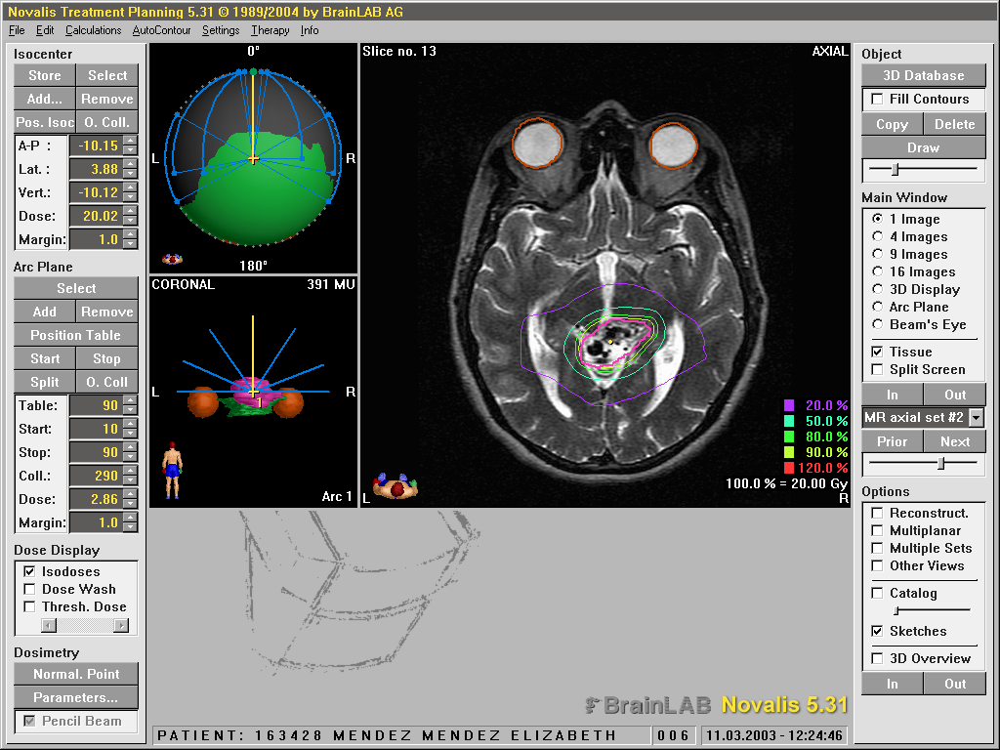 Novalis Treatment Planning 5.31 © 1989/2004 by BrainLAB AG
File Edit Calculations AutoContour Settings Therapy Info
Isocenter
Store Select
Add... Remove
Pos. Isoc O. Coll.
A-P : -10.15
Lat. : 3.88
Vert.: -10.12
Dose: 20.02
Margin: 1.0
Arc Plane
Select
Add Remove
Position Table
Start Stop
Split O. Coll
Table: 90
Start: 10
Stop: 90
Coll.: 290
Dose: 2.86
Margin: 1.0
Dose Display
Isodoses
Dose Wash
Thresh. Dose
Dosimetry
Normal. Point
Parameters...
Pencil Beam
0°
L R
180°
CORONAL 391 MU
L R
1
Arc 1
Slice no. 13 AXIAL
20.0 %
50.0 %
80.0 %
90.0 %
120.0 %
100.0 % = 20.00 Gy
L R
BrainLAB Novalis 5.31
PATIENT: 163428 MENDEZ MENDEZ ELIZABETH 006 11.03.2003 - 12:24:46
Object
3D Database
Fill Contours
Copy Delete
Draw
Main Window
1 Image
4 Images
9 Images
16 Images
3D Display
Arc Plane
Beam's Eye
Tissue
Split Screen
In Out
MR axial set #2
Prior Next
Options
Reconstruct.
Multiplanar
Multiple Sets
Other Views
Catalog
Sketches
3D Overview
In Out